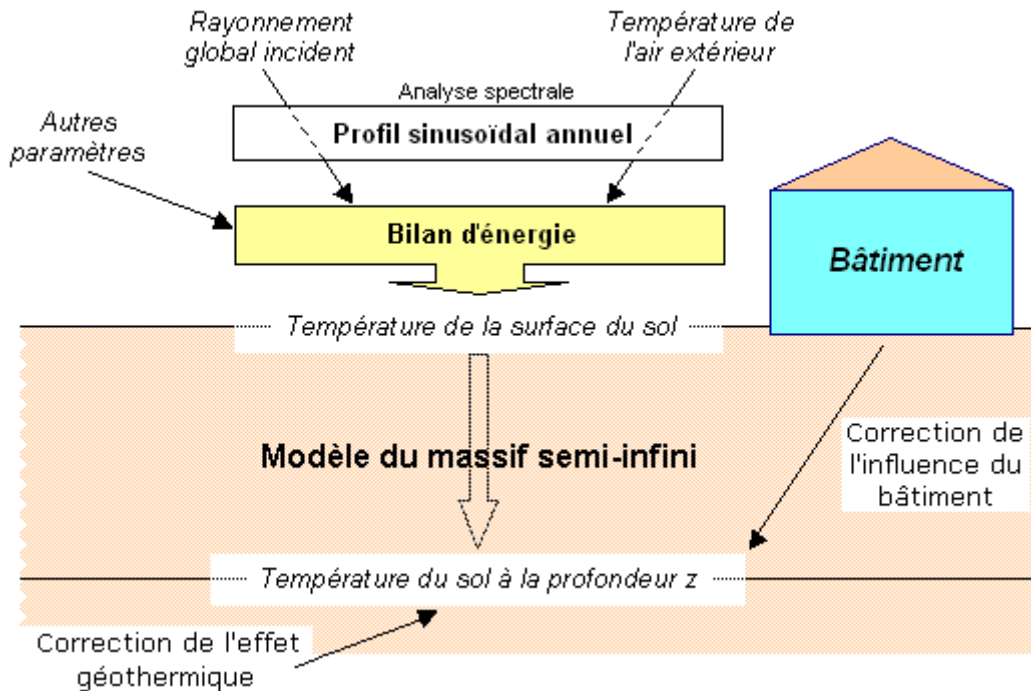 Rayonnement
global incident
Température de
l'air extérieur
Analyse spectrale
Profil sinusoïdal annuel
Autres
paramètres
Bilan d'énergie
Bâtiment
Température de la surface du sol
Modèle du massif semi-infini
Correction de
l'influence du
bâtiment
Température du sol à la profondeur z
Correction de l'effet
géothermique